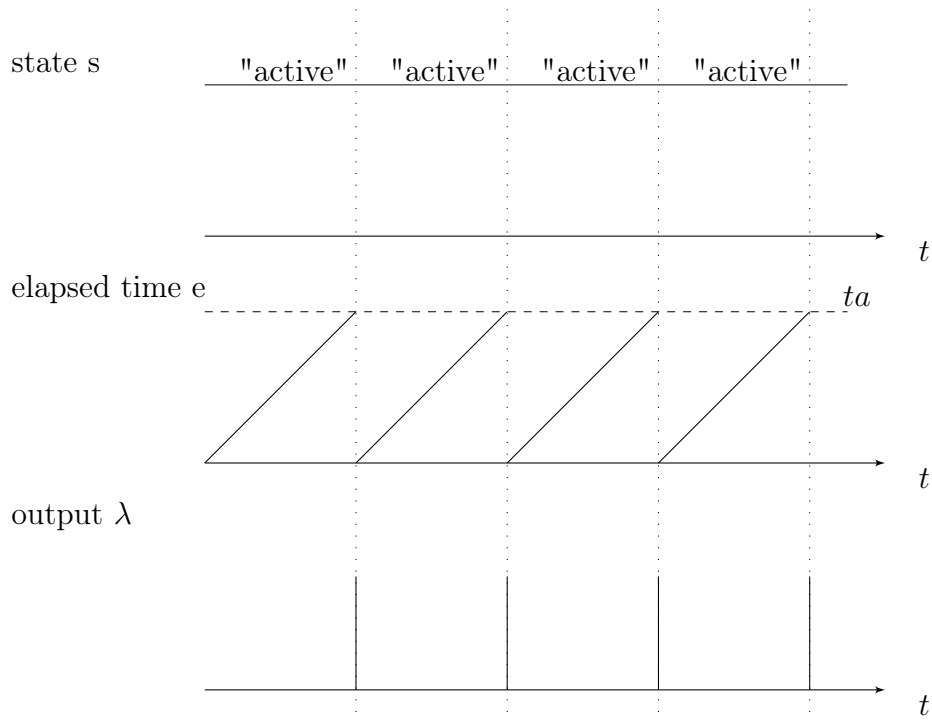 state s
"active" "active" "active" "active"
t
elapsed time e
ta
t
output λ
t